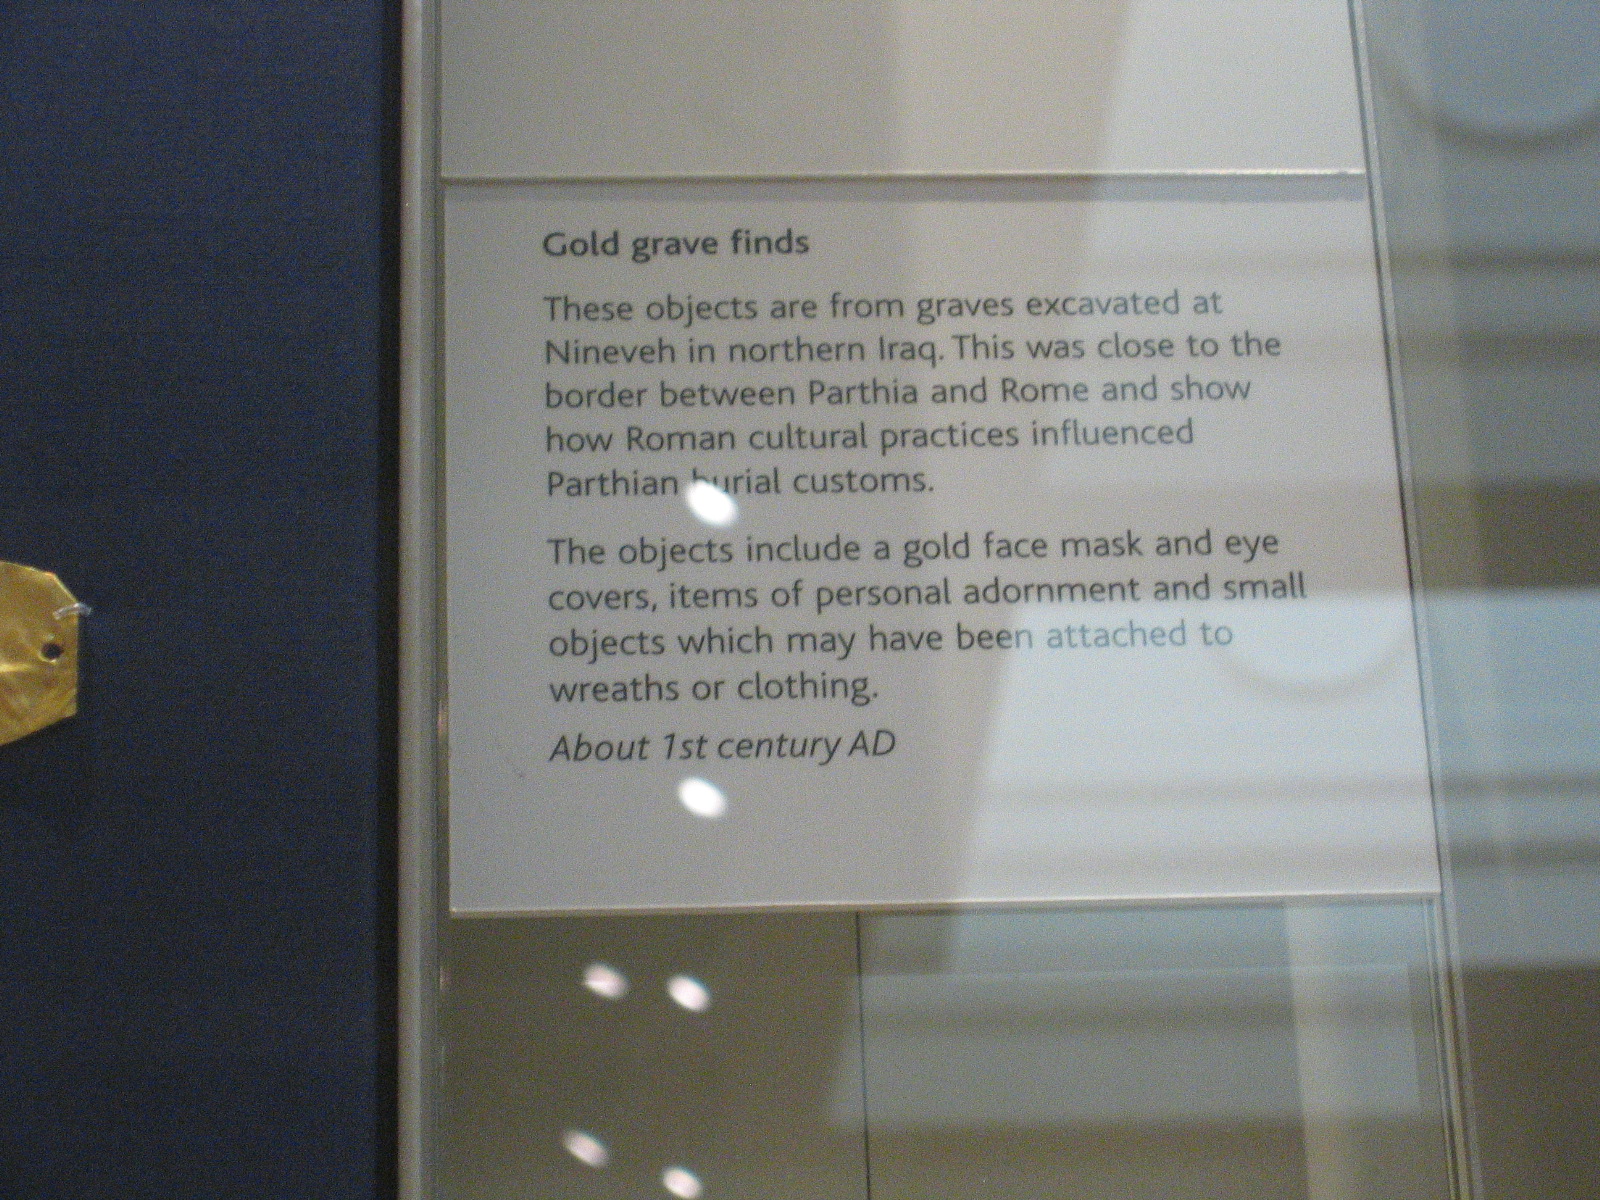 Gold grave finds
These objects are from graves excavated at
Nineveh in northern Iraq. This was close to the
border between Parthia and Rome and show
how Roman cultural practices influenced
Parthian burial customs.
The objects include a gold face mask and eye
covers, items of personal adornment and small
objects which may have been attached to
wreaths or clothing.
About 1st century AD